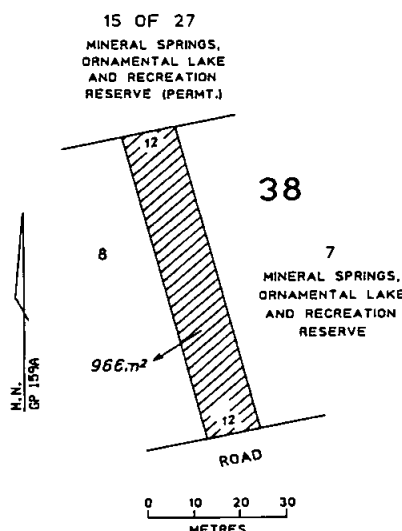 15 OF 27
MINERAL SPRINGS,
ORNAMENTAL LAKE
AND RECREATION
RESERVE (PERMT.)
12
38
8
7
MINERAL SPRINGS,
ORNAMENTAL LAKE
AND RECREATION
RESERVE
966m²
M.N.
GP 159A
12
ROAD
0 10 20 30
METRES